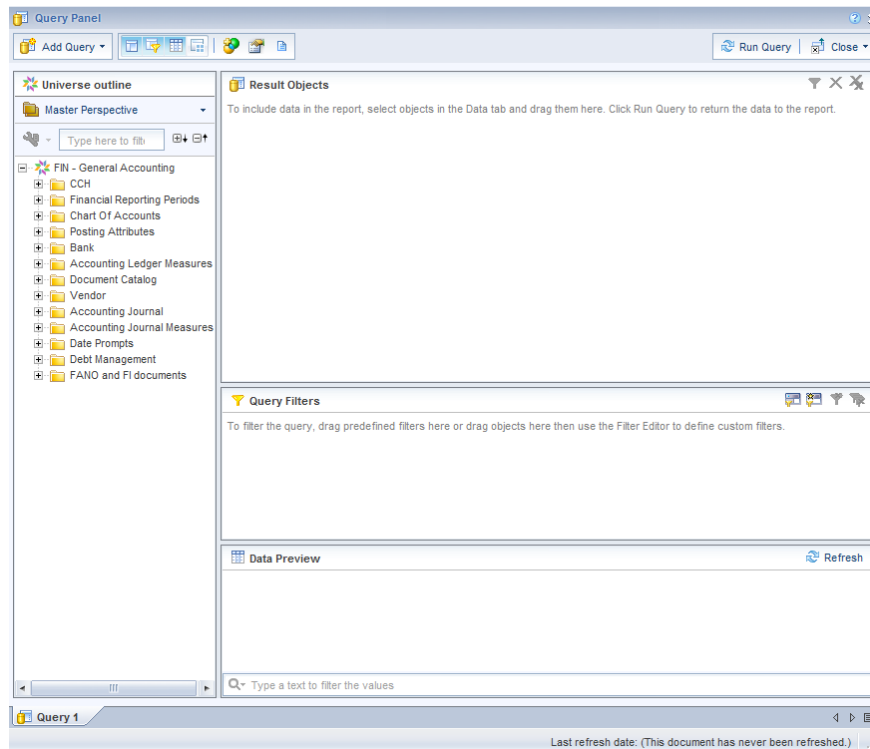 Query Panel
Add Query
Run Query
Close
Universe outline
Master Perspective
Type here to filt
FIN - General Accounting
CCH
Financial Reporting Periods
Chart Of Accounts
Posting Attributes
Bank
Accounting Ledger Measures
Document Catalog
Vendor
Accounting Journal
Accounting Journal Measures
Date Prompts
Debt Management
FANO and FI documents
Result Objects
To include data in the report, select objects in the Data tab and drag them here. Click Run Query to return the data to the report.
Query Filters
To filter the query, drag predefined filters here or drag objects here then use the Filter Editor to define custom filters.
Data Preview
Refresh
Type a text to filter the values
Query 1
Last refresh date: (This document has never been refreshed.)